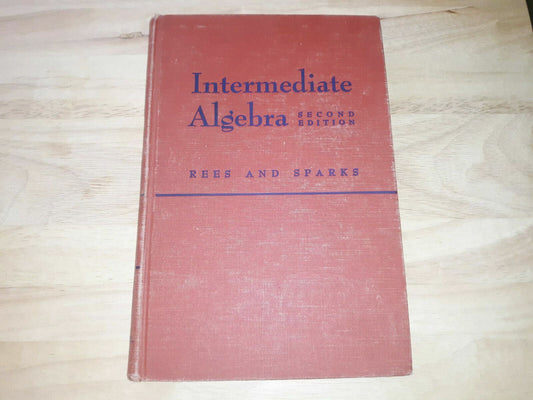 Intermediate
Algebra SECOND
EDITION
REES AND SPARKS